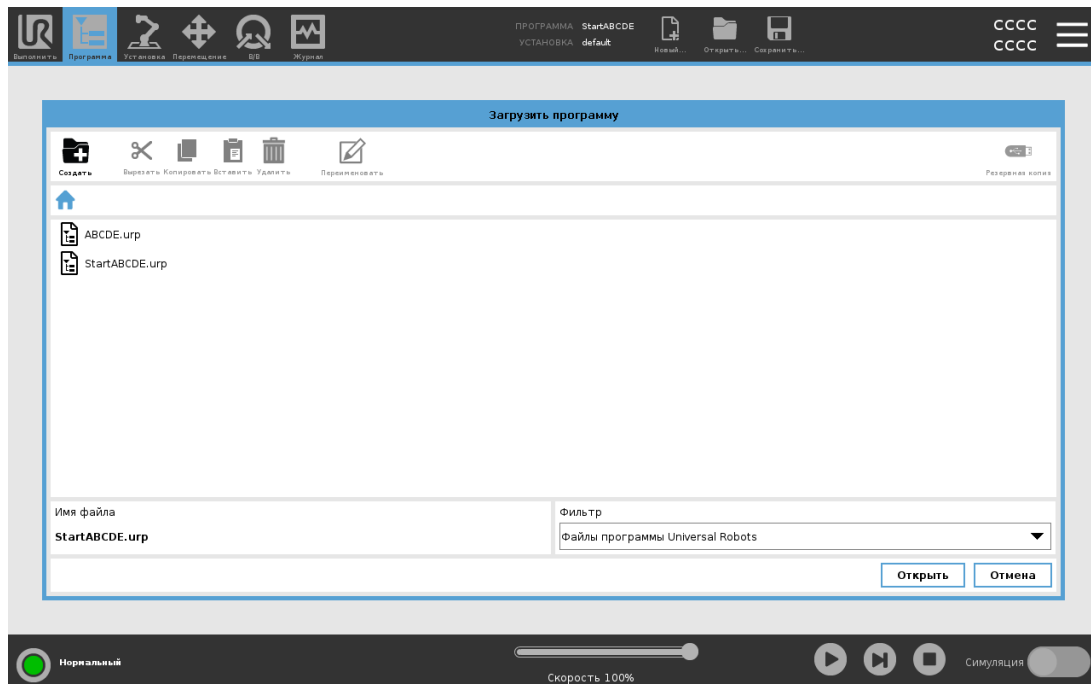 ПРОГРАММА StartABCDE
УСТАНОВКА default
CCCC
CCCC
Выполнить Программа Установка Перемещение В/В Журнал
Новый... Открыть... Сохранить...
Загрузить программу
Создать Вырезать Копировать Вставить Удалить Переименовать Резервная копия
ABCDE.urp
StartABCDE.urp
Имя файла
StartABCDE.urp
Фильтр
Файлы программы Universal Robots
Открыть Отмена
Нормальный
Скорость 100%
Симуляция